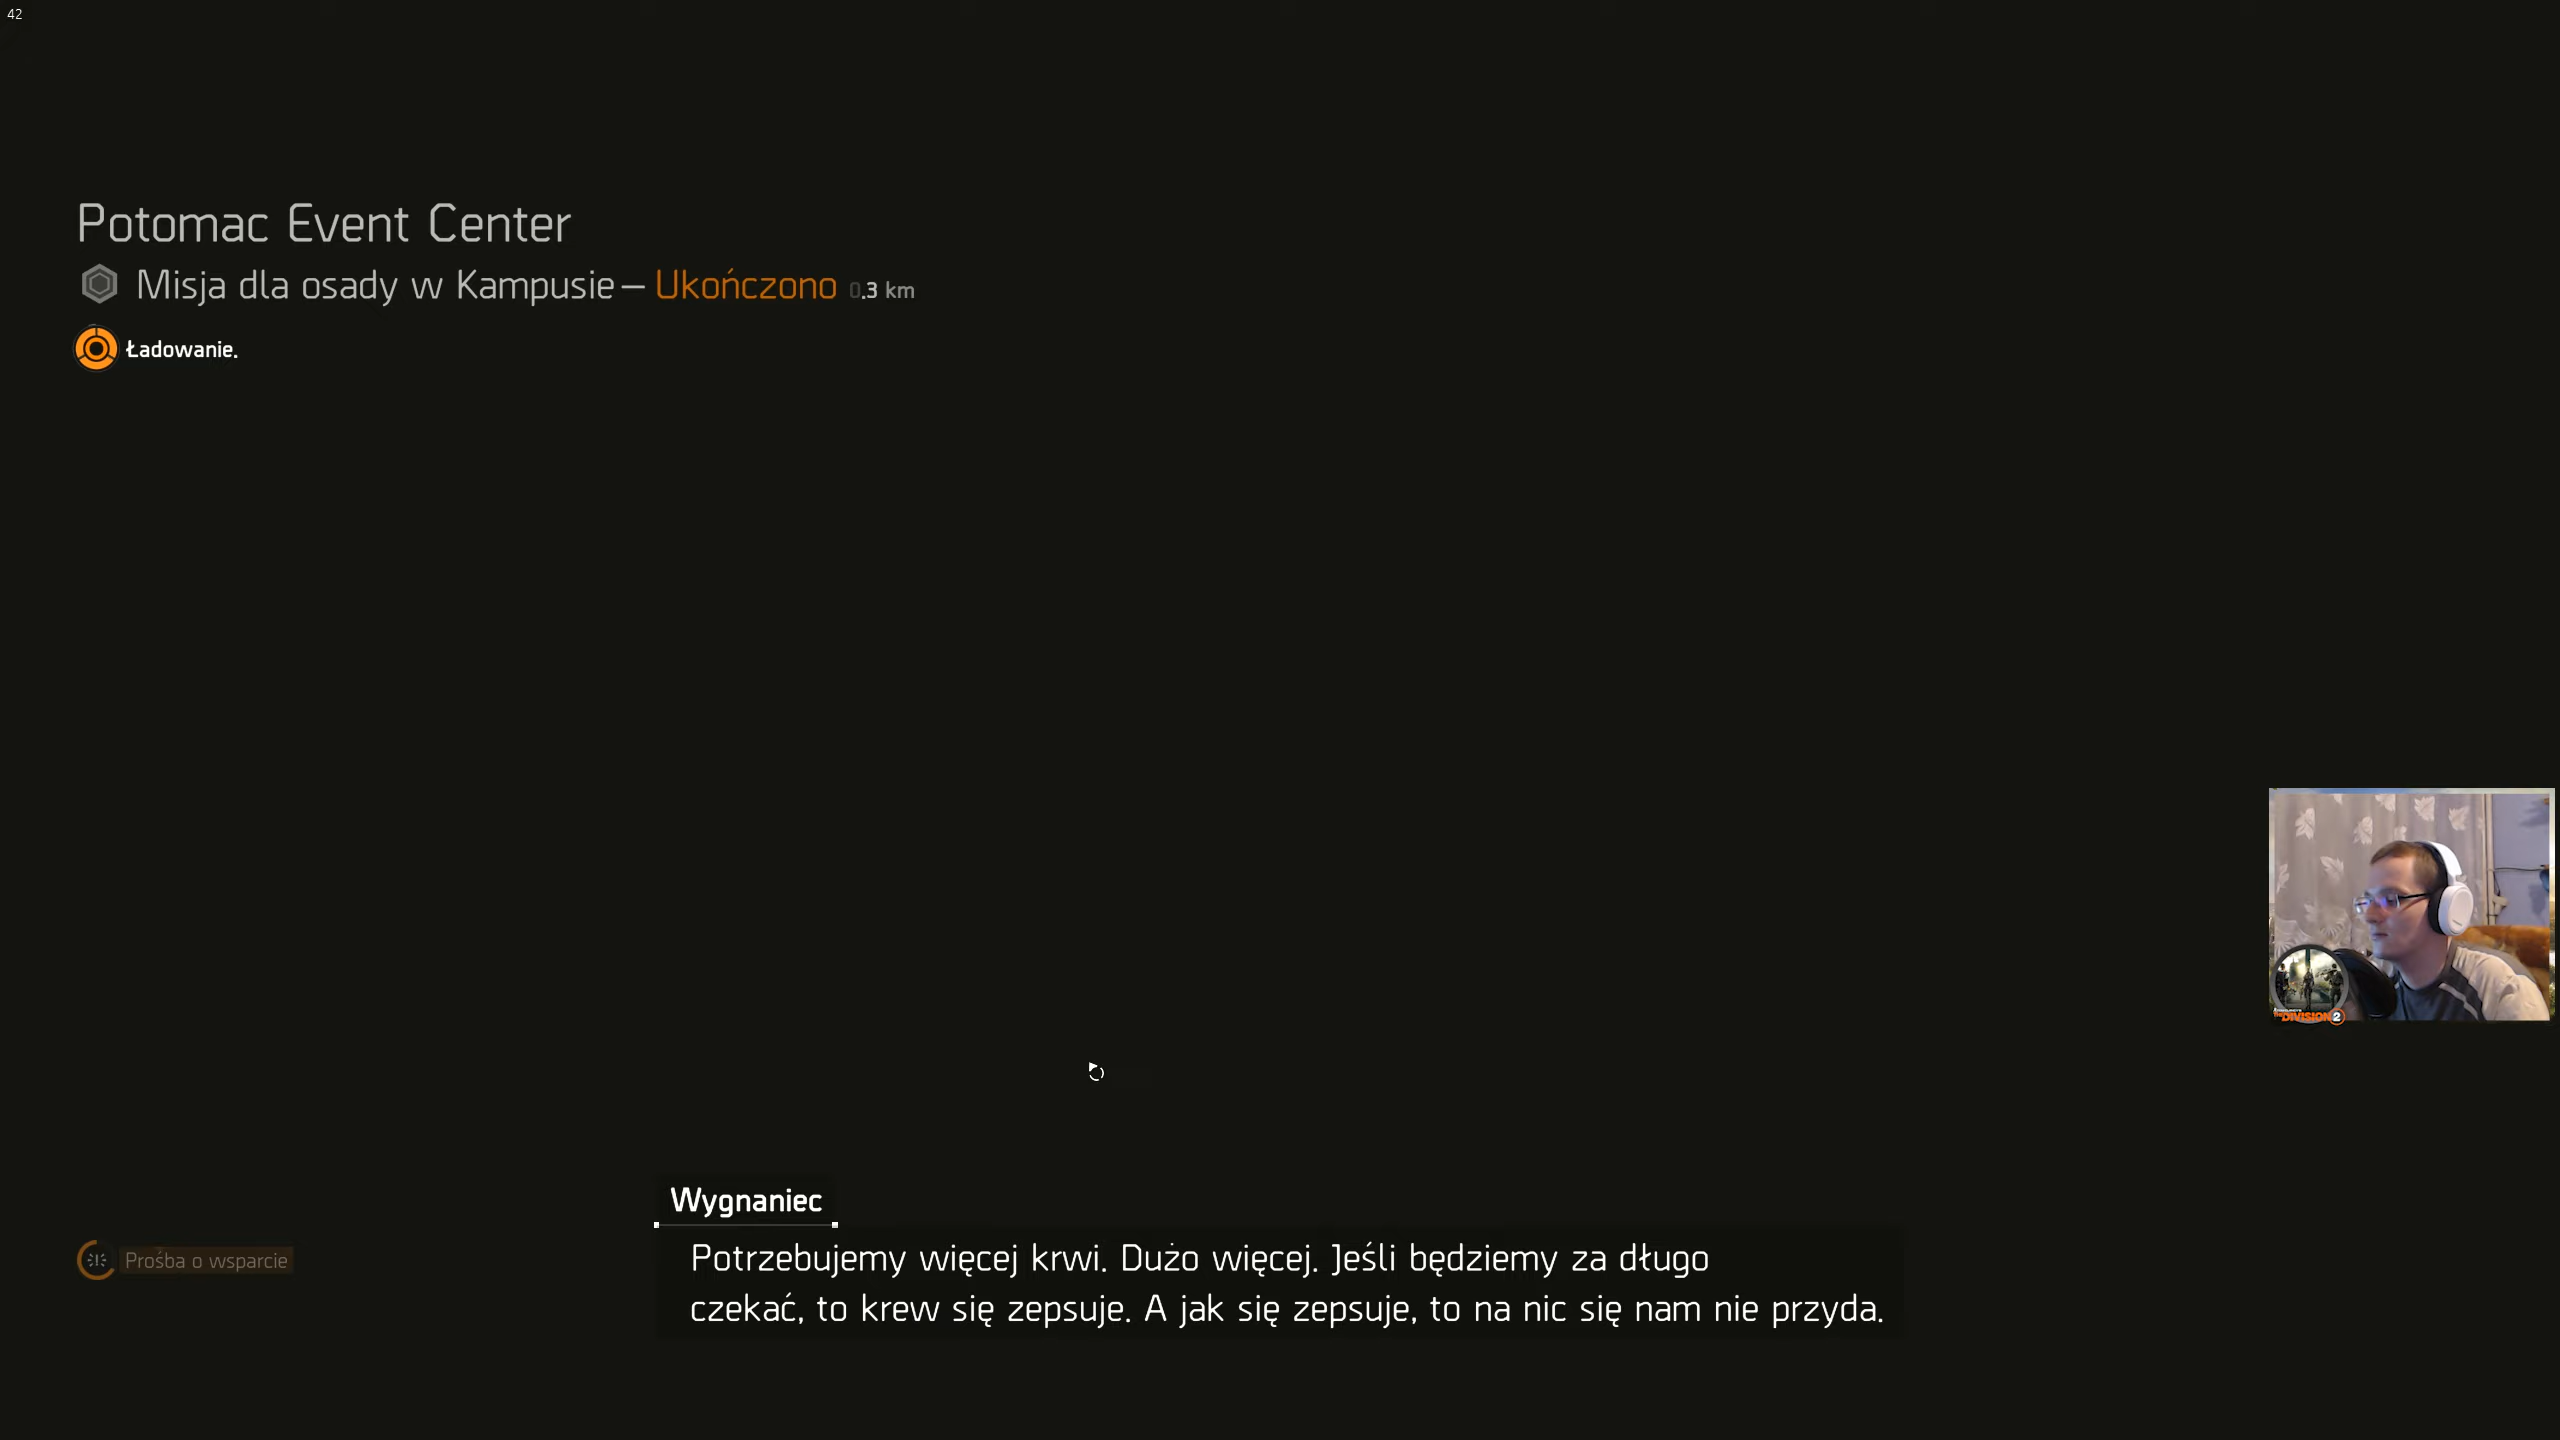 42
Potomac Event Center
Misja dla osady w Kampusie – Ukończono 0.3 km
Ładowanie.
DIVISION 2
Wygnaniec
Potrzebujemy więcej krwi. Dużo więcej. Jeśli będziemy za długo
czekać, to krew się zepsuje. A jak się zepsuje, to na nic się nam nie przyda.
Prośba o wsparcie